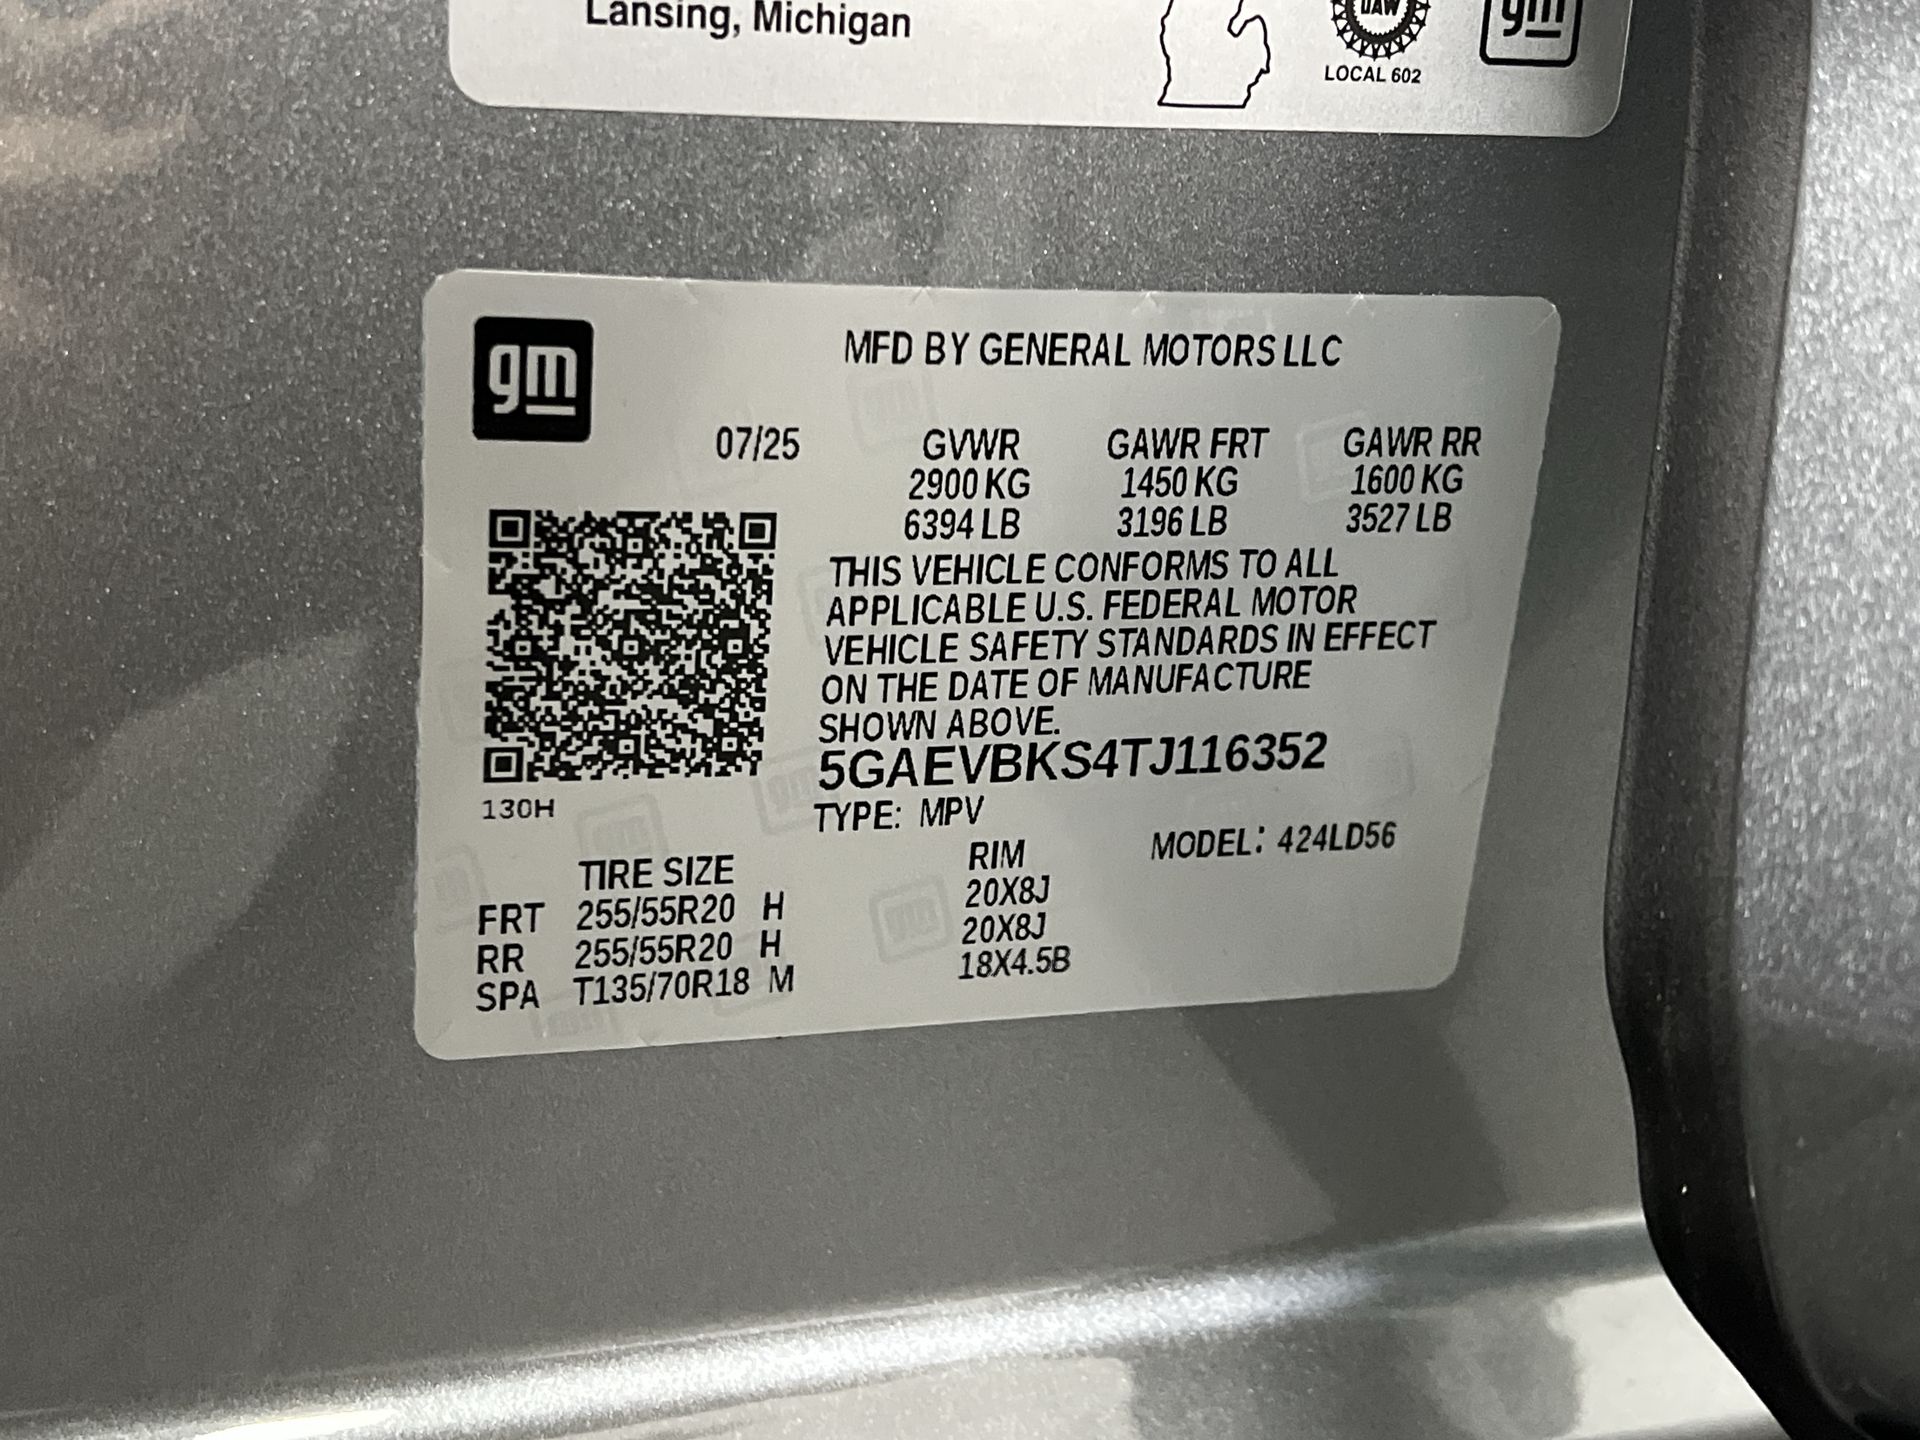 Lansing, Michigan
UAW
LOCAL 602
gm
gm
MFD BY GENERAL MOTORS LLC
07/25 GVWR GAWR FRT GAWR RR
2900 KG 1450 KG 1600 KG
6394 LB 3196 LB 3527 LB
THIS VEHICLE CONFORMS TO ALL
APPLICABLE U.S. FEDERAL MOTOR
VEHICLE SAFETY STANDARDS IN EFFECT
ON THE DATE OF MANUFACTURE
SHOWN ABOVE.
5GAEVBKS4TJ116352
130H
TYPE: MPV
MODEL: 424LD56
TIRE SIZE RIM
FRT 255/55R20 H 20X8J
RR 255/55R20 H 20X8J
SPA T135/70R18 M 18X4.5B